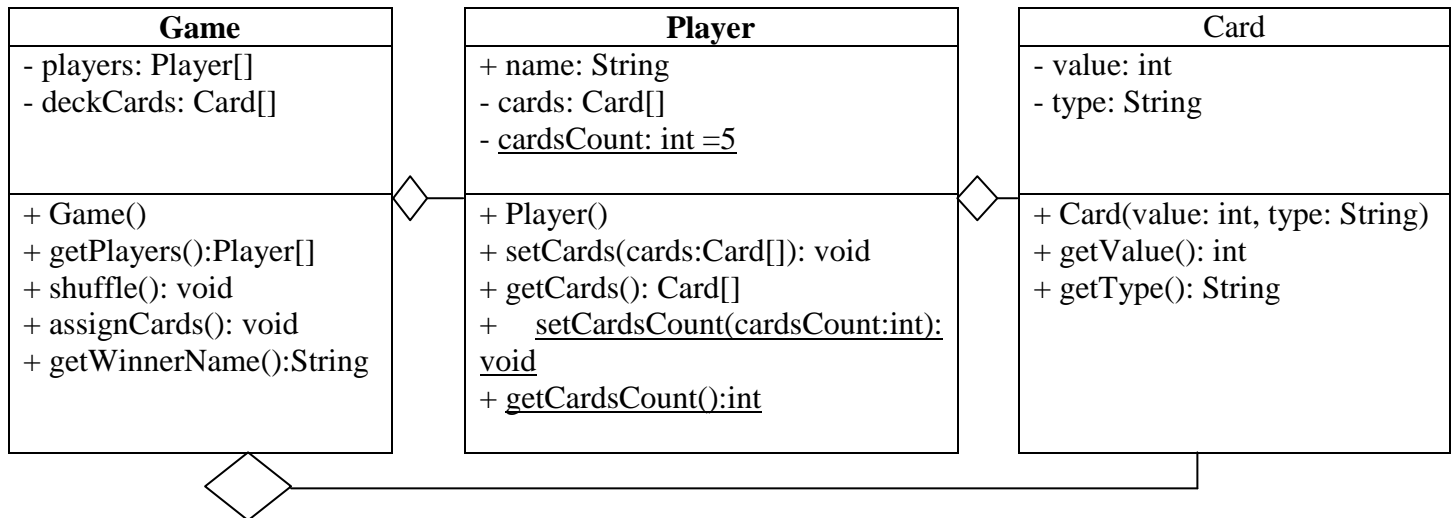 Game
- players: Player[]
- deckCards: Card[]
+ Game()
+ getPlayers():Player[]
+ shuffle(): void
+ assignCards(): void
+ getWinnerName():String
Player
+ name: String
- cards: Card[]
- cardsCount: int =5
+ Player()
+ setCards(cards:Card[]): void
+ getCards(): Card[]
+ setCardsCount(cardsCount:int):
void
+ getCardsCount():int
Card
- value: int
- type: String
+ Card(value: int, type: String)
+ getValue(): int
+ getType(): String